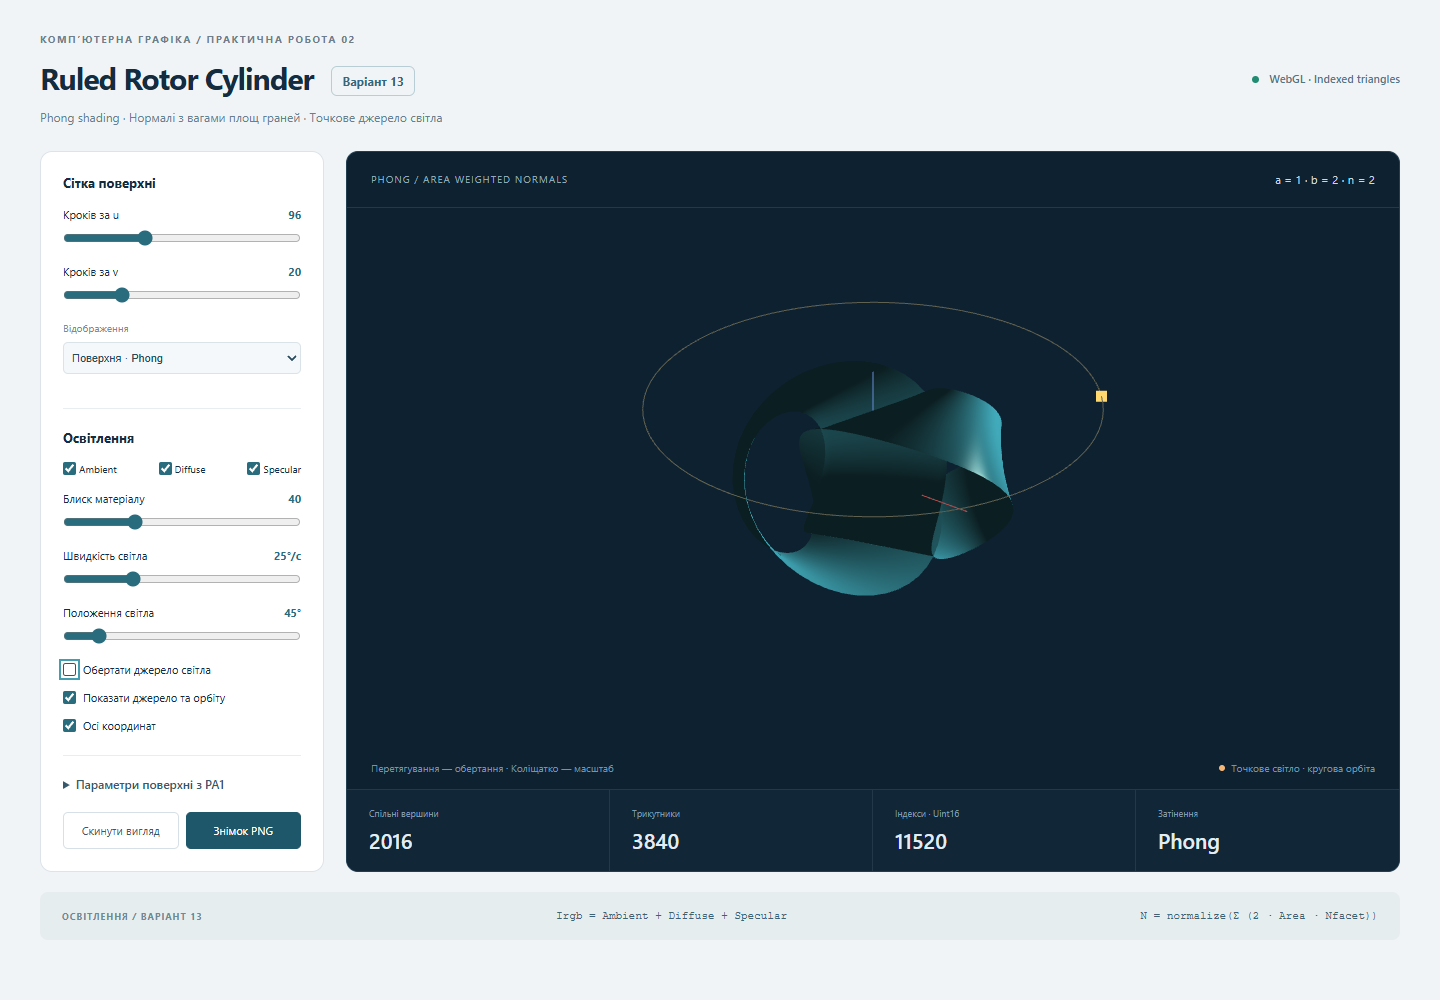 КОМП'ЮТЕРНА ГРАФІКА / ПРАКТИЧНА РОБОТА 02
Ruled Rotor Cylinder
Варіант 13
WebGL · Indexed triangles
Phong shading · Нормалі з вагами площ граней · Точкове джерело світла
Сітка поверхні
Кроків за u 96
Кроків за v 20
Відображення
Поверхня · Phong
Освітлення
Ambient Diffuse Specular
Блиск матеріалу 40
Швидкість світла 25°/с
Положення світла 45°
Обертати джерело світла
Показати джерело та орбіту
Осі координат
Параметри поверхні з РА1
Скинути вигляд Знімок PNG
PHONG / AREA WEIGHTED NORMALS
a = 1 · b = 2 · n = 2
Перетягування — обертання · Коліщатко — масштаб
Точкове світло · кругова орбіта
Спільні вершини
2016
Трикутники
3840
Індекси · Uint16
11520
Затінення
Phong
ОСВІТЛЕННЯ / ВАРІАНТ 13
Irgb = Ambient + Diffuse + Specular
N = normalize(Σ (2 · Area · Nfacet))